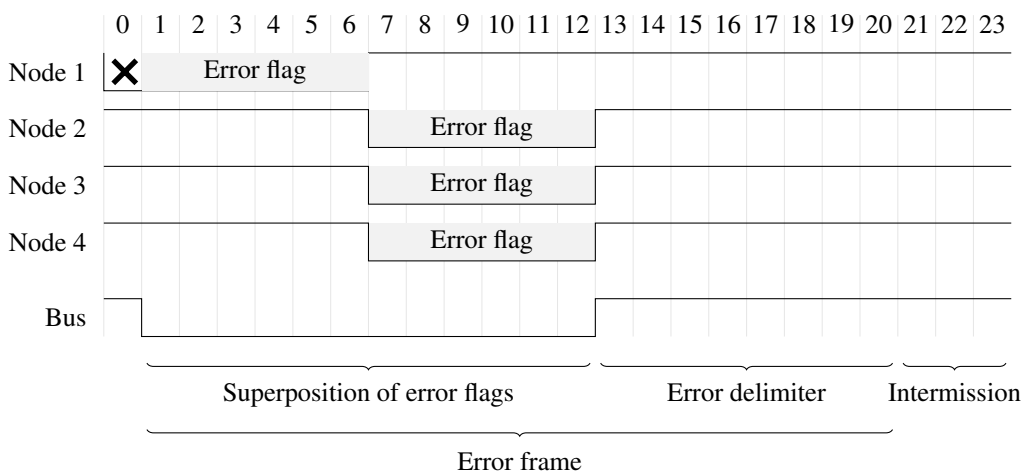 0 1 2 3 4 5 6 7 8 9 10 11 12 13 14 15 16 17 18 19 20 21 22 23
Node 1 Error flag
Node 2 Error flag
Node 3 Error flag
Node 4 Error flag
Bus
Superposition of error flags Error delimiter Intermission
Error frame